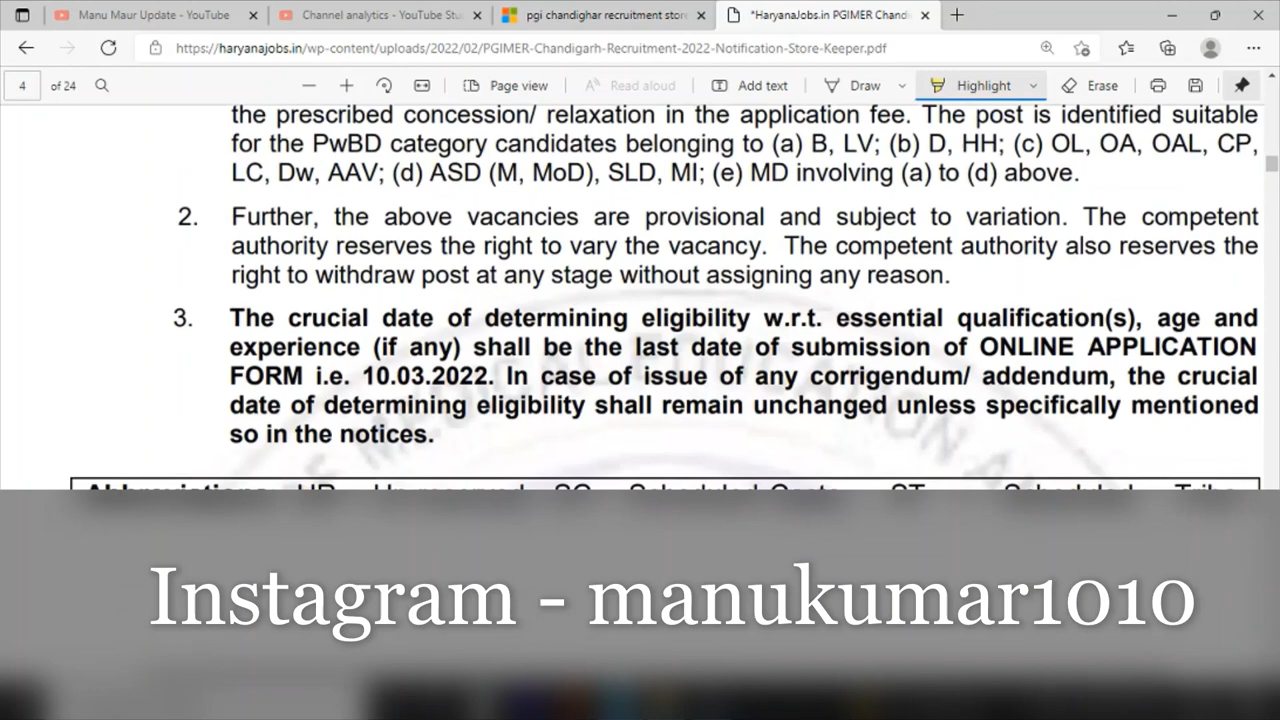 Manu Maur Update - YouTube
Channel analytics - YouTube Stu
pgi chandighar recruitment store
*HaryanaJobs.in PGIMER Chandi
https://haryanajobs.in/wp-content/uploads/2022/02/PGIMER-Chandigarh-Recruitment-2022-Notification-Store-Keeper.pdf
4 of 24 Page view Read aloud Add text Draw Highlight Erase
the prescribed concession/ relaxation in the application fee. The post is identified suitable
for the PwBD category candidates belonging to (a) B, LV; (b) D, HH; (c) OL, OA, OAL, CP,
LC, Dw, AAV; (d) ASD (M, MoD), SLD, MI; (e) MD involving (a) to (d) above.
2. Further, the above vacancies are provisional and subject to variation. The competent
authority reserves the right to vary the vacancy. The competent authority also reserves the
right to withdraw post at any stage without assigning any reason.
3. The crucial date of determining eligibility w.r.t. essential qualification(s), age and
experience (if any) shall be the last date of submission of ONLINE APPLICATION
FORM i.e. 10.03.2022. In case of issue of any corrigendum/ addendum, the crucial
date of determining eligibility shall remain unchanged unless specifically mentioned
so in the notices.
Instagram - manukumar1010